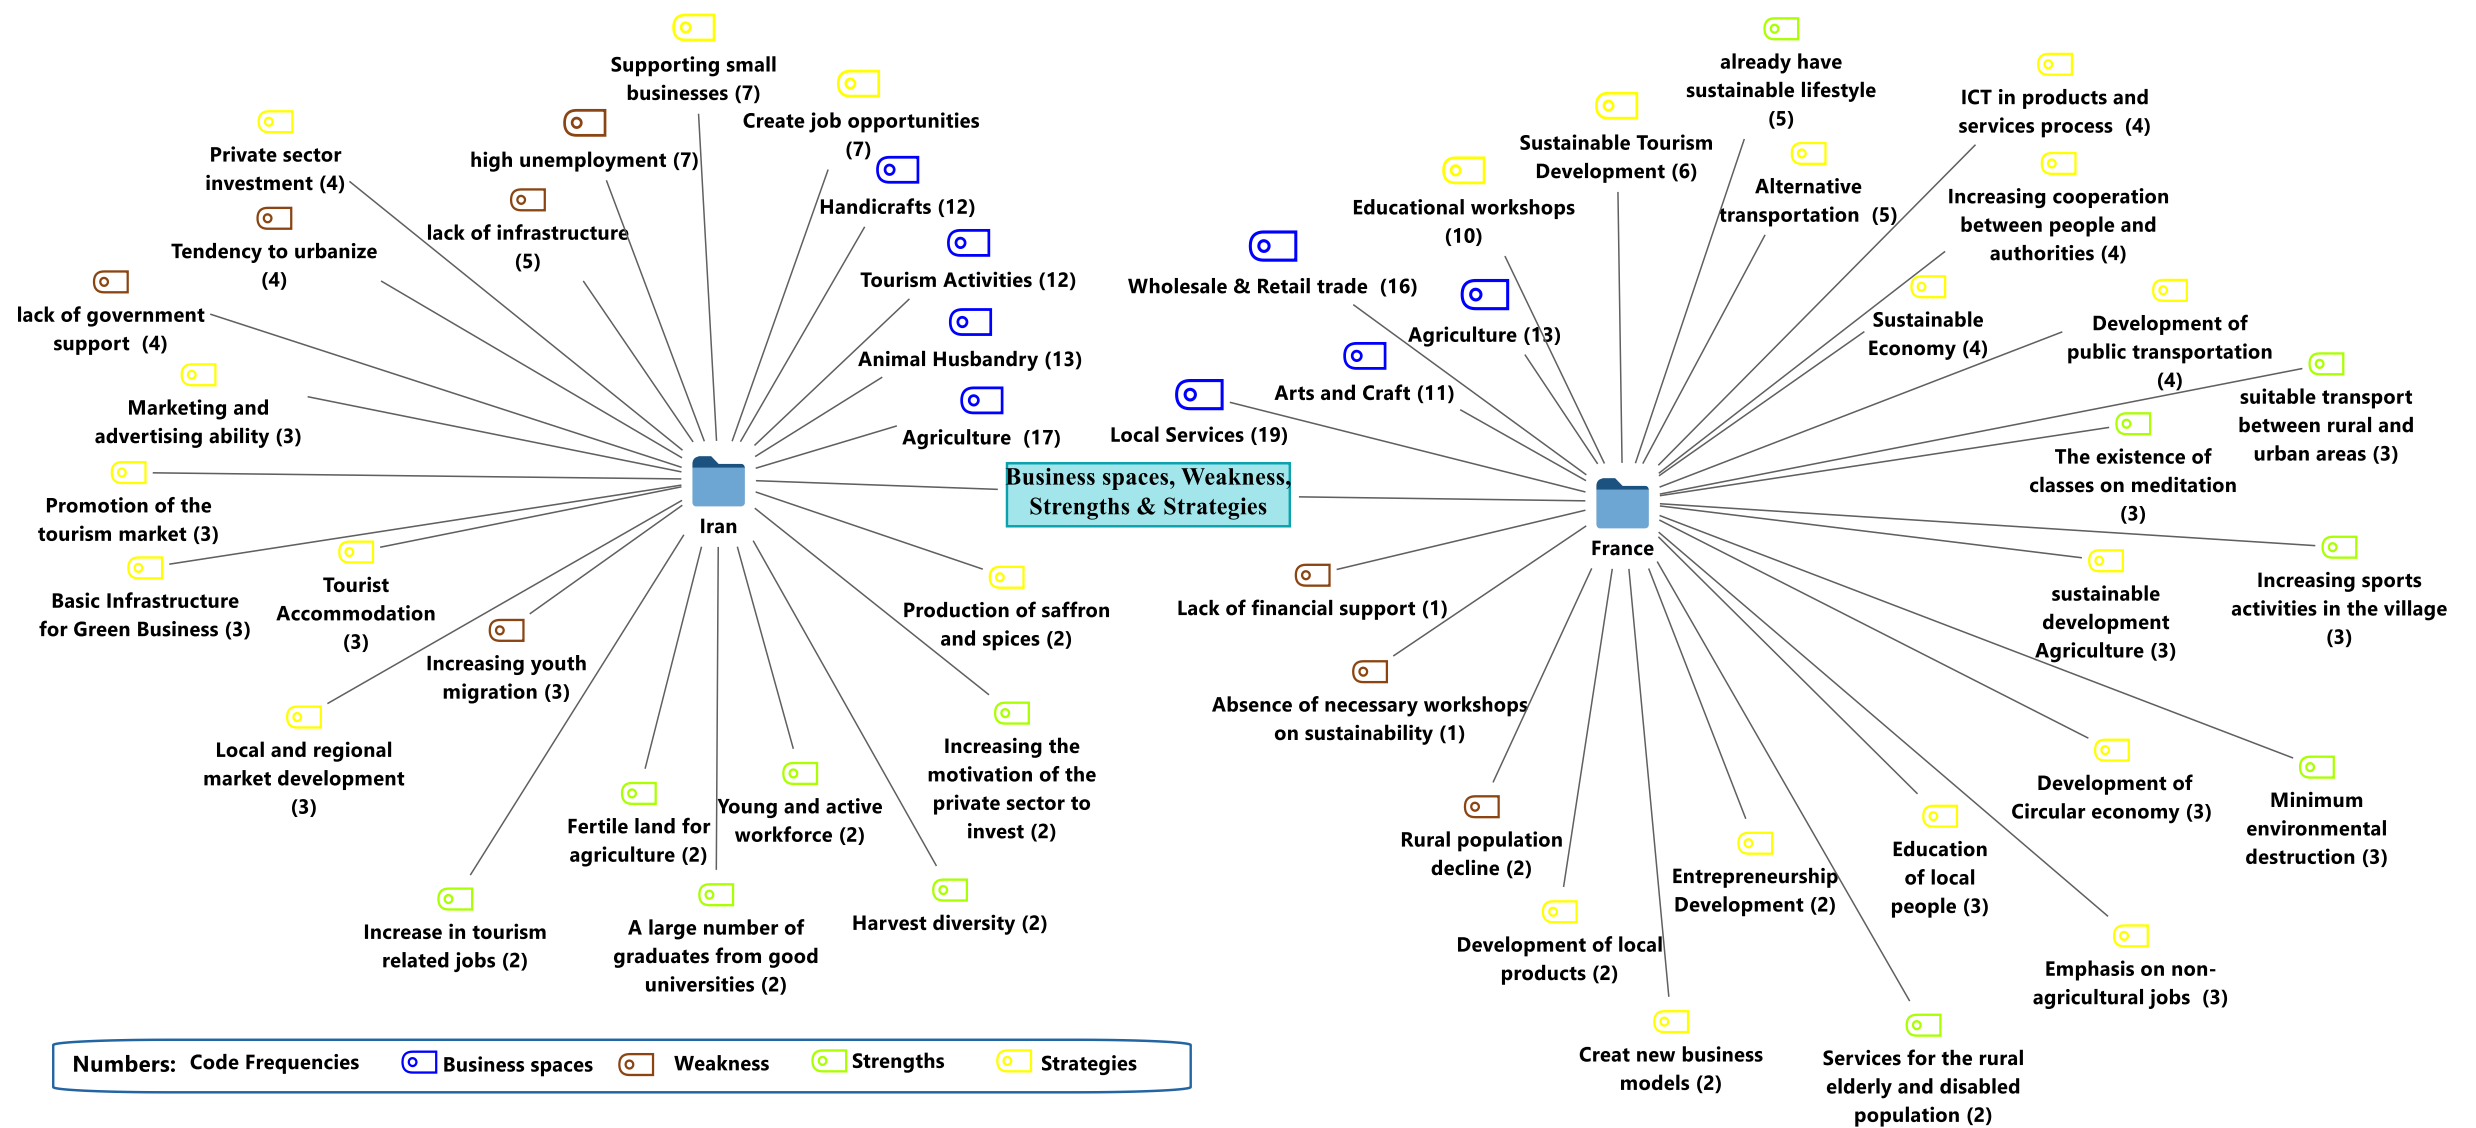 Supporting small
businesses (7)
Create job opportunities
(7)
Private sector
investment (4)
high unemployment (7)
Handicrafts (12)
Tendency to urbanize
(4)
lack of infrastructure
(5)
Tourism Activities (12)
lack of government
support  (4)
Animal Husbandry (13)
Marketing and
advertising ability (3)
Agriculture  (17)
Promotion of the
tourism market (3)
Iran
Basic Infrastructure
for Green Business (3)
Tourist
Accommodation
(3)
Increasing youth
migration (3)
Production of saffron
and spices (2)
Local and regional
market development
(3)
Increasing the
motivation of the
private sector to
invest (2)
Fertile land for
agriculture (2)
Young and active
workforce (2)
Increase in tourism
related jobs (2)
A large number of
graduates from good
universities (2)
Harvest diversity (2)
Business spaces, Weakness,
Strengths & Strategies
already have
sustainable lifestyle
(5)
ICT in products and
services process  (4)
Sustainable Tourism
Development (6)
Alternative
transportation  (5)
Increasing cooperation
between people and
authorities (4)
Educational workshops
(10)
Wholesale & Retail trade  (16)
Agriculture (13)
Sustainable
Economy (4)
Development of
public transportation
(4)
Arts and Craft (11)
suitable transport
between rural and
urban areas (3)
Local Services (19)
The existence of
classes on meditation
(3)
France
Lack of financial support (1)
sustainable
development
Agriculture (3)
Increasing sports
activities in the village
(3)
Absence of necessary workshops
on sustainability (1)
Development of
Circular economy (3)
Minimum
environmental
destruction (3)
Rural population
decline (2)
Entrepreneurship
Development (2)
Education
of local
people (3)
Development of local
products (2)
Emphasis on non-
agricultural jobs  (3)
Creat new business
models (2)
Services for the rural
elderly and disabled
population (2)
Numbers: Code Frequencies Business spaces Weakness Strengths Strategies